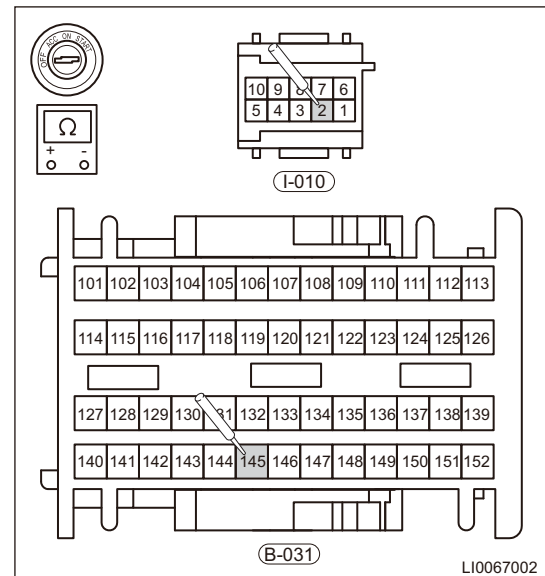 OFF ACC ON START
Ω
+ -
10 9 8 7 6
5 4 3 2 1
I-010
101 102 103 104 105 106 107 108 109 110 111 112 113
114 115 116 117 118 119 120 121 122 123 124 125 126
127 128 129 130 131 132 133 134 135 136 137 138 139
140 141 142 143 144 145 146 147 148 149 150 151 152
B-031
LI0067002